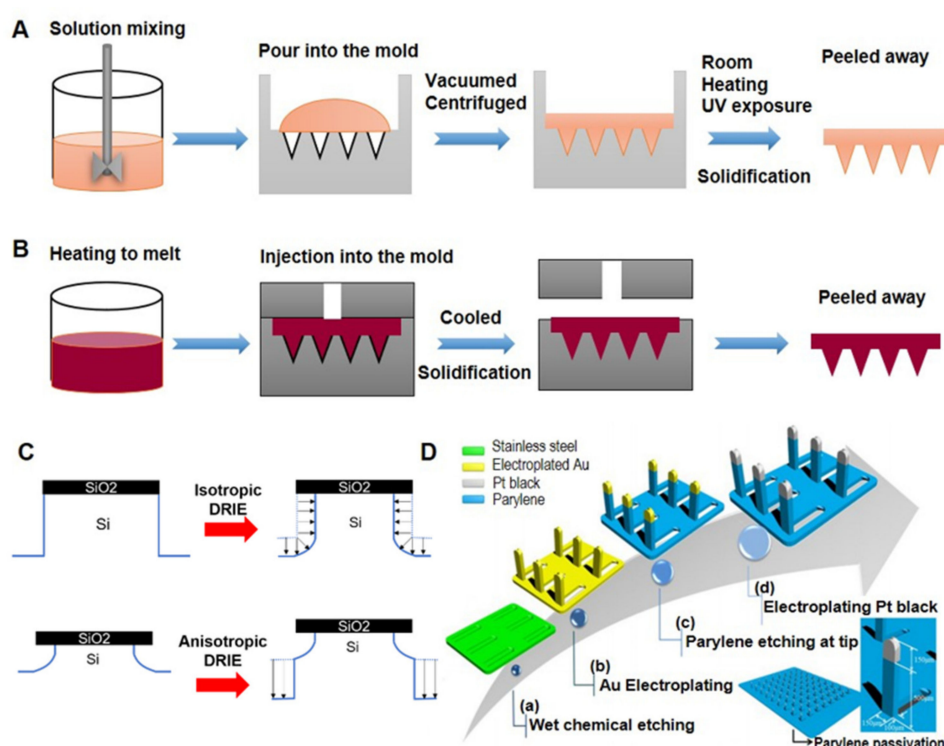 A
Solution mixing
Pour into the mold
Vacuumed
Centrifuged
Room
Heating
UV exposure
Solidification
Peeled away
B
Heating to melt
Injection into the mold
Cooled
Solidification
Peeled away
C
SiO2
Si
Isotropic
DRIE
SiO2
Si
SiO2
Si
Anisotropic
DRIE
SiO2
Si
D
Stainless steel
Electroplated Au
Pt black
Parylene
(a)
Wet chemical etching
(b)
Au Electroplating
(c)
Parylene etching at tip
(d)
Electroplating Pt black
150μm
150μm
Parylene passivation